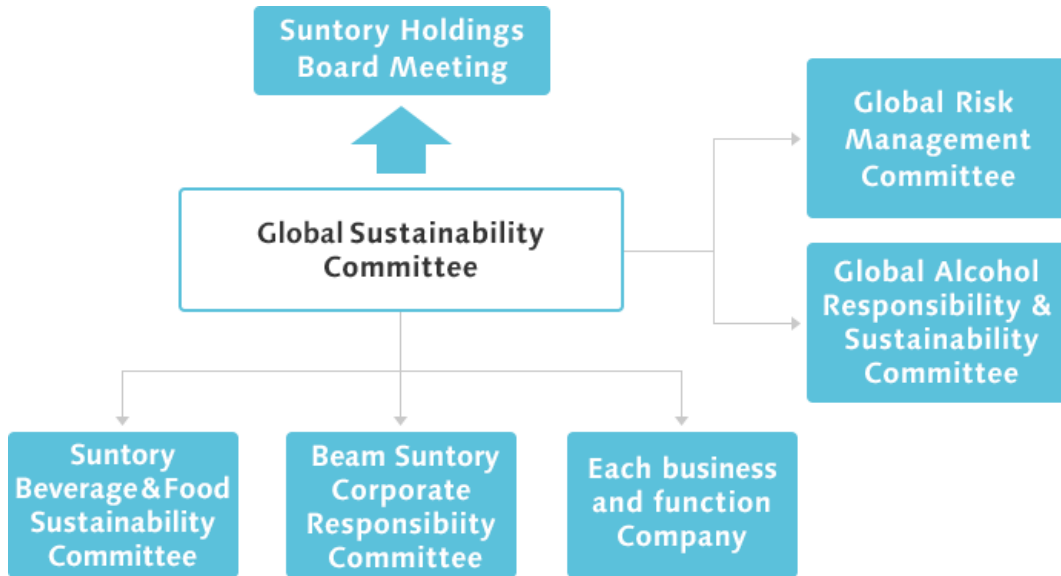 Suntory Holdings
Board Meeting
Global Risk
Management
Committee
Global Sustainability
Committee
Global Alcohol
Responsibility &
Sustainability
Committee
Suntory
Beverage&Food
Sustainability
Committee
Beam Suntory
Corporate
Responsibiity
Committee
Each business
and function
Company